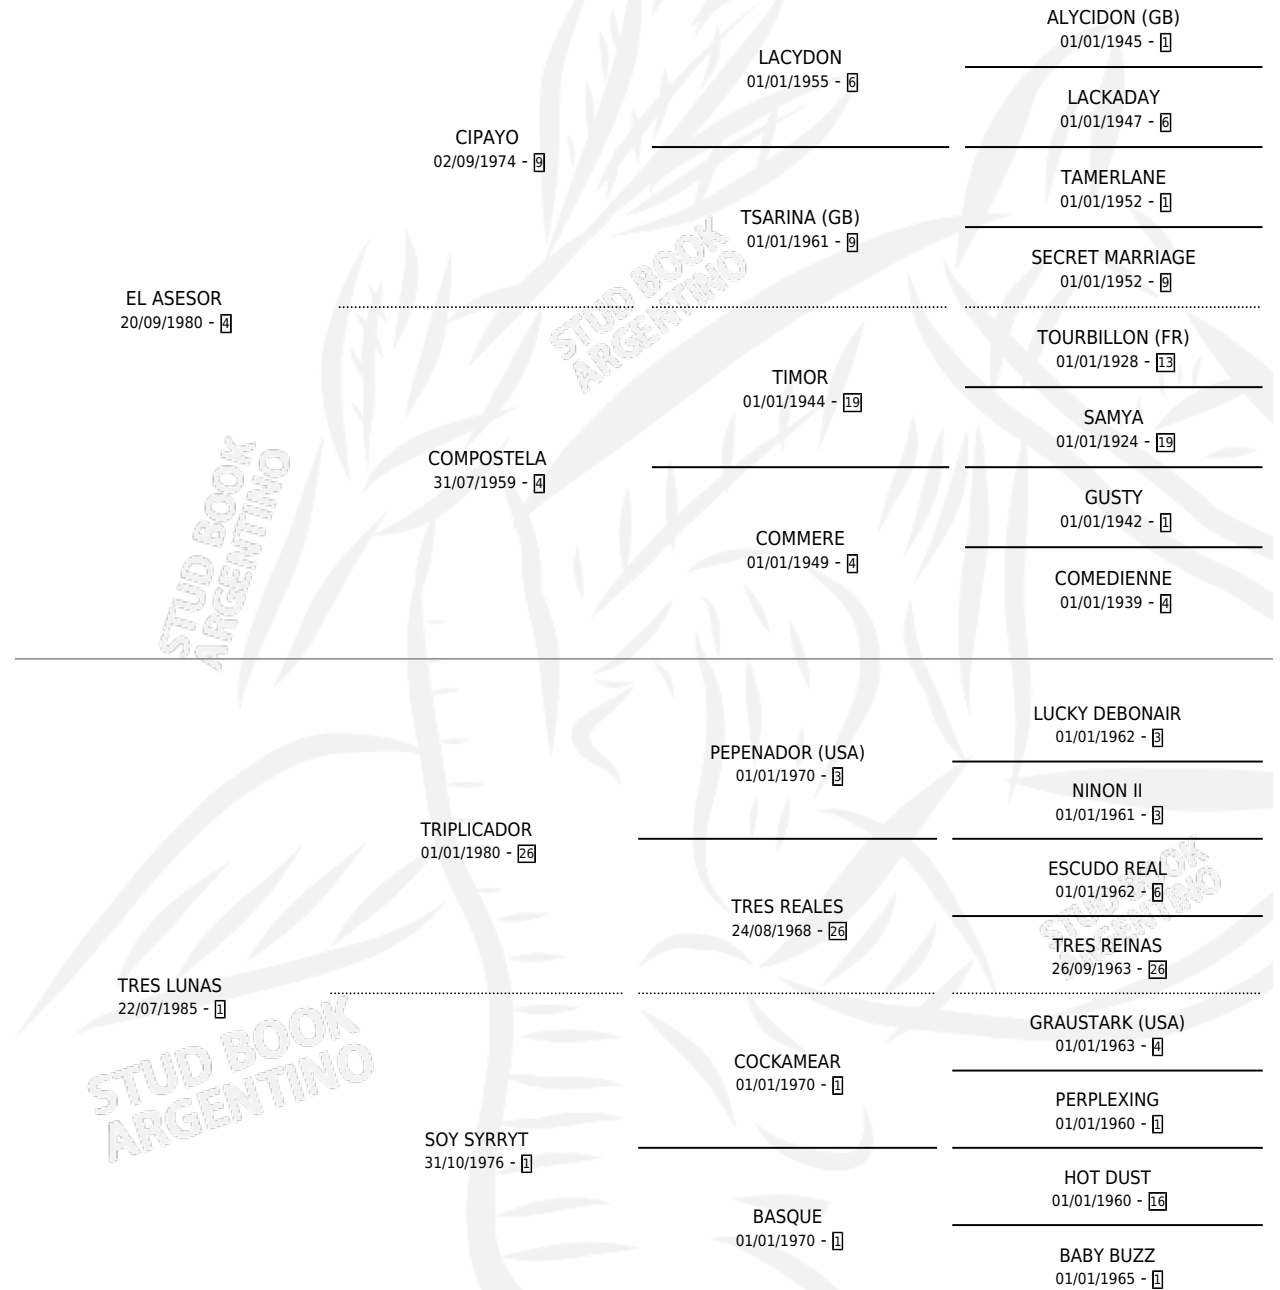 ALYCIDON (GB)
01/01/1945 - 1
LACYDON
01/01/1955 - 6
LACKADAY
01/01/1947 - 6
CIPAYO
02/09/1974 - 9
TAMERLANE
01/01/1952 - 1
TSARINA (GB)
01/01/1961 - 9
SECRET MARRIAGE
01/01/1952 - 9
EL ASESOR
20/09/1980 - 4
STUD BOOK
ARGENTINO
TOURBILLON (FR)
01/01/1928 - 13
TIMOR
01/01/1944 - 19
SAMYA
01/01/1924 - 19
COMPOSTELA
31/07/1959 - 4
GUSTY
01/01/1942 - 1
COMMERE
01/01/1949 - 4
COMEDIENNE
01/01/1939 - 4
STUD BOOK
ARGENTINO
LUCKY DEBONAIR
01/01/1962 - 3
PEPENADOR (USA)
01/01/1970 - 3
NINON II
01/01/1961 - 3
TRIPLICADOR
01/01/1980 - 26
ESCUDO REAL
01/01/1962 - 6
TRES REALES
24/08/1968 - 26
STUD BOOK
ARGENTINO
TRES REINAS
26/09/1963 - 26
TRES LUNAS
22/07/1985 - 1
GRAUSTARK (USA)
01/01/1963 - 4
COCKAMEAR
01/01/1970 - 1
STUD BOOK
ARGENTINO
PERPLEXING
01/01/1960 - 1
SOY SYRRYT
31/10/1976 - 1
HOT DUST
01/01/1960 - 16
BASQUE
01/01/1970 - 1
BABY BUZZ
01/01/1965 - 1